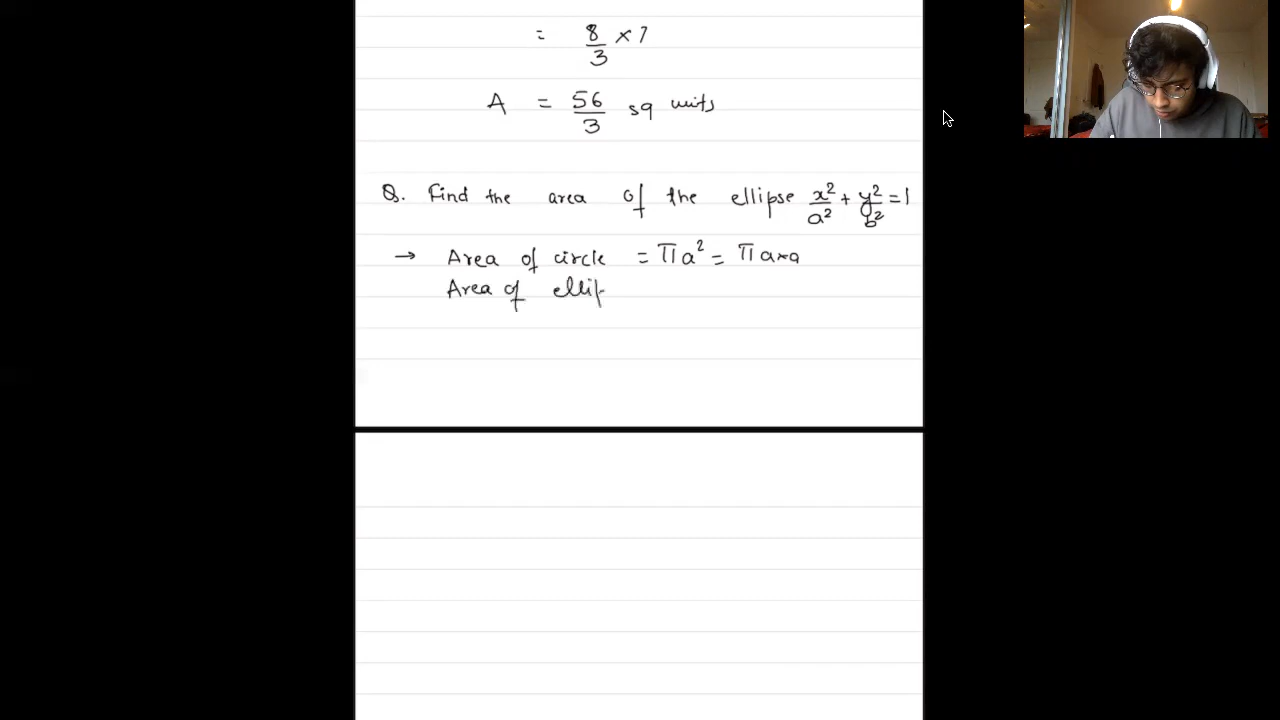 = 8/3 × 7
A = 56/3 sq units
Q. Find the area of the ellipse x²/a² + y²/b² = 1
→ Area of circle = πa² = πa×a
Area of ellip